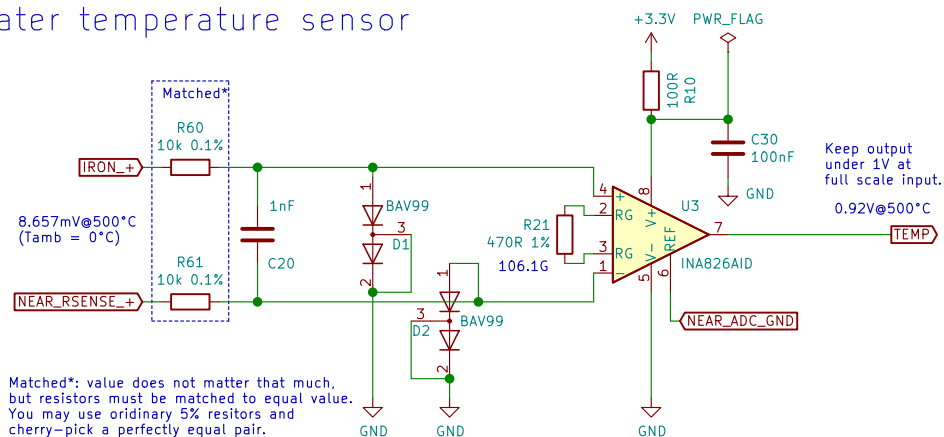 ater temperature sensor
+3.3V
PWR_FLAG
100R
R10
C30
100nF
GND
Matched*
R60
10k 0.1%
IRON_+
1nF
C20
8.657mV@500°C
(Tamb = 0°C)
R61
10k 0.1%
NEAR_RSENSE_+
1
BAV99
3
D1
2
1
3
D2
BAV99
2
R21
470R 1%
106.1G
4
2
3
1
+
RG
RG
-
8
V+
V-
REF
5
6
U3
7
INA826AID
Keep output
under 1V at
full scale input.
0.92V@500°C
TEMP
NEAR_ADC_GND
Matched*: value does not matter that much,
but resistors must be matched to equal value.
You may use oridinary 5% resitors and
cherry-pick a perfectly equal pair.
GND
GND
GND